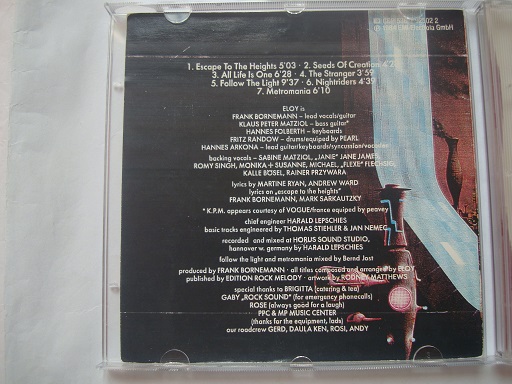 1. Escape To The Heights 5'03 · 2. Seeds Of Creation
3. All Life Is One 6'28 · 4. The Stranger 3'59
5. Follow The Light 9'37 · 6. Nightriders 4'39
7. Metromania 6'10
ELOY is
FRANK BORNEMANN – lead vocals/guitar
KLAUS PETER MATZIOL – bass guitar*
HANNES FOLBERTH – keyboards
FRITZ RANDOW – drums/equiped by PEARL
HANNES ARKONA – lead guitar/keyboards/syncussion/vocoder
backing vocals – SABINE MATZIOL, „JANIE" JANE JAMES,
ROMY SINGH, MONIKA + SUSANNE, MICHAEL „FLEXE" FLECHSIG,
KALLE BÖSEL, RAINER PRZYWARA
lyrics by MARTINE RYAN, ANDREW WARD
lyrics on „escape to the heights"
FRANK BORNEMANN, MARK SARKAUTZKY
* K.P.M. appears courtesy of VOGUE/france equiped by peavey
chief engineer HARALD LEPSCHIES
basic tracks engineered by THOMAS STIEHLER & JAN NEMEC
recorded and mixed at HORUS SOUND STUDIO,
hannover w. germany by HARALD LEPSCHIES
follow the light and metromania mixed by Bernd Jost
produced by FRANK BORNEMANN · all titles composed and arranged by ELOY
published by EDITION ROCK MELODY · artwork by RODNEY MATTHEWS
special thanks to BRIGITTA (catering & tea)
GABY „ROCK SOUND" (for emergency phonecalls)
ROSE (always good for a laugh)
PPC & MP MUSIC CENTER
(thanks for the equipment, lads)
our roadcrew GERD, DAULA KEN, ROSI, ANDY